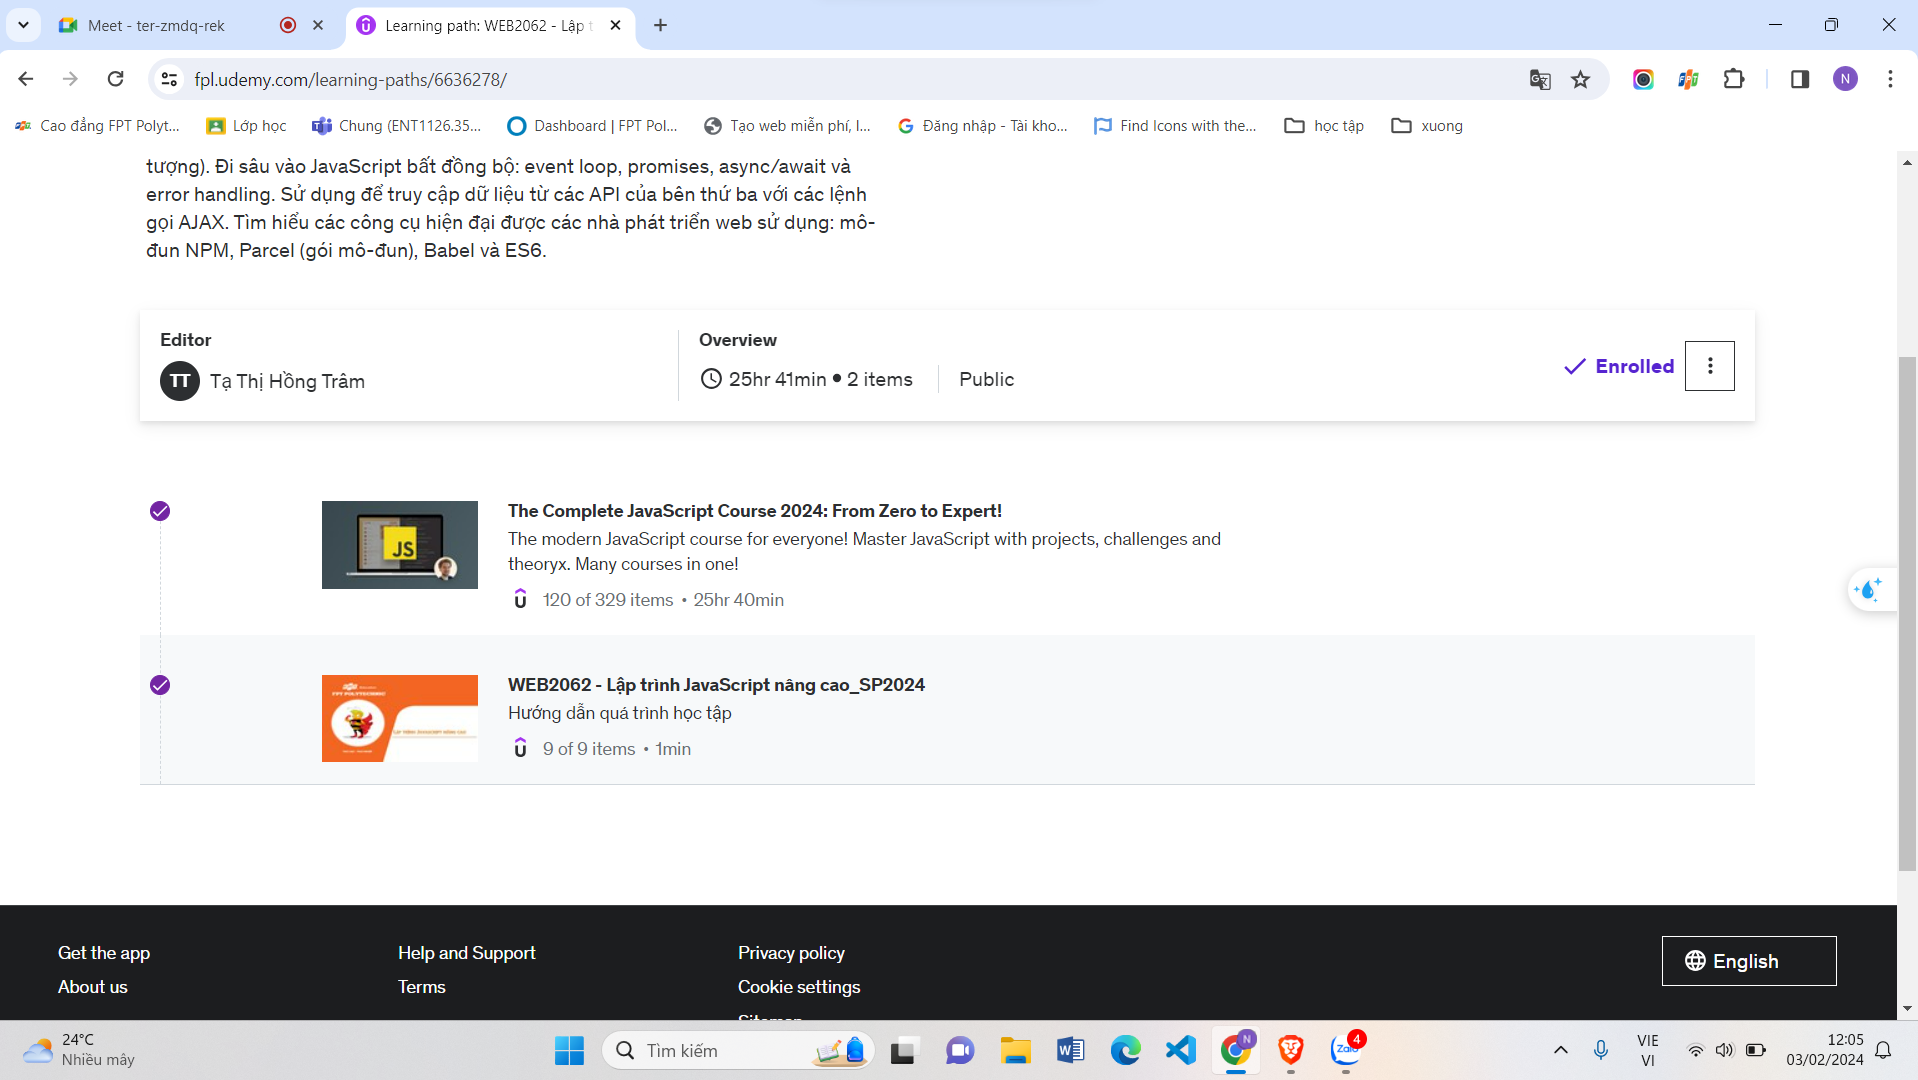 Meet - ter-zmdq-rek
Learning path: WEB2062 - Lập t
fpl.udemy.com/learning-paths/6636278/
N
Cao đẳng FPT Polyt...
Lớp học
Chung (ENT1126.35...
Dashboard | FPT Pol...
Tạo web miễn phí, l...
Đăng nhập - Tài kho...
Find Icons with the...
học tập
xuong
tượng). Đi sâu vào JavaScript bất đồng bộ: event loop, promises, async/await và
error handling. Sử dụng để truy cập dữ liệu từ các API của bên thứ ba với các lệnh
gọi AJAX. Tìm hiểu các công cụ hiện đại được các nhà phát triển web sử dụng: mô-
đun NPM, Parcel (gói mô-đun), Babel và ES6.
Editor
TT Tạ Thị Hồng Trâm
Overview
25hr 41min • 2 items
Public
Enrolled
JS
The Complete JavaScript Course 2024: From Zero to Expert!
The modern JavaScript course for everyone! Master JavaScript with projects, challenges and
theoryx. Many courses in one!
120 of 329 items • 25hr 40min
FPT POLYTECHNIC
LẬP TRÌNH JAVASCRIPT NÂNG CAO
WEB2062 - Lập trình JavaScript nâng cao_SP2024
Hướng dẫn quá trình học tập
9 of 9 items • 1min
Get the app
Help and Support
Privacy policy
English
About us
Terms
Cookie settings
Sitemap
24°C
Nhiều mây
Tìm kiếm
N
Zalo
4
VIE
VI
12:05
03/02/2024